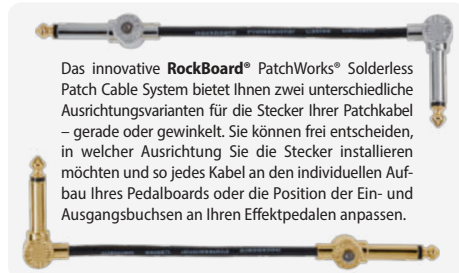 Das innovative RockBoard® PatchWorks® Solderless
Patch Cable System bietet Ihnen zwei unterschiedliche
Ausrichtungsvarianten für die Stecker Ihrer Patchkabel
– gerade oder gewinkelt. Sie können frei entscheiden,
in welcher Ausrichtung Sie die Stecker installieren
möchten und so jedes Kabel an den individuellen Auf-
bau Ihres Pedalboards oder die Position der Ein- und
Ausgangsbuchsen an Ihren Effektpedalen anpassen.